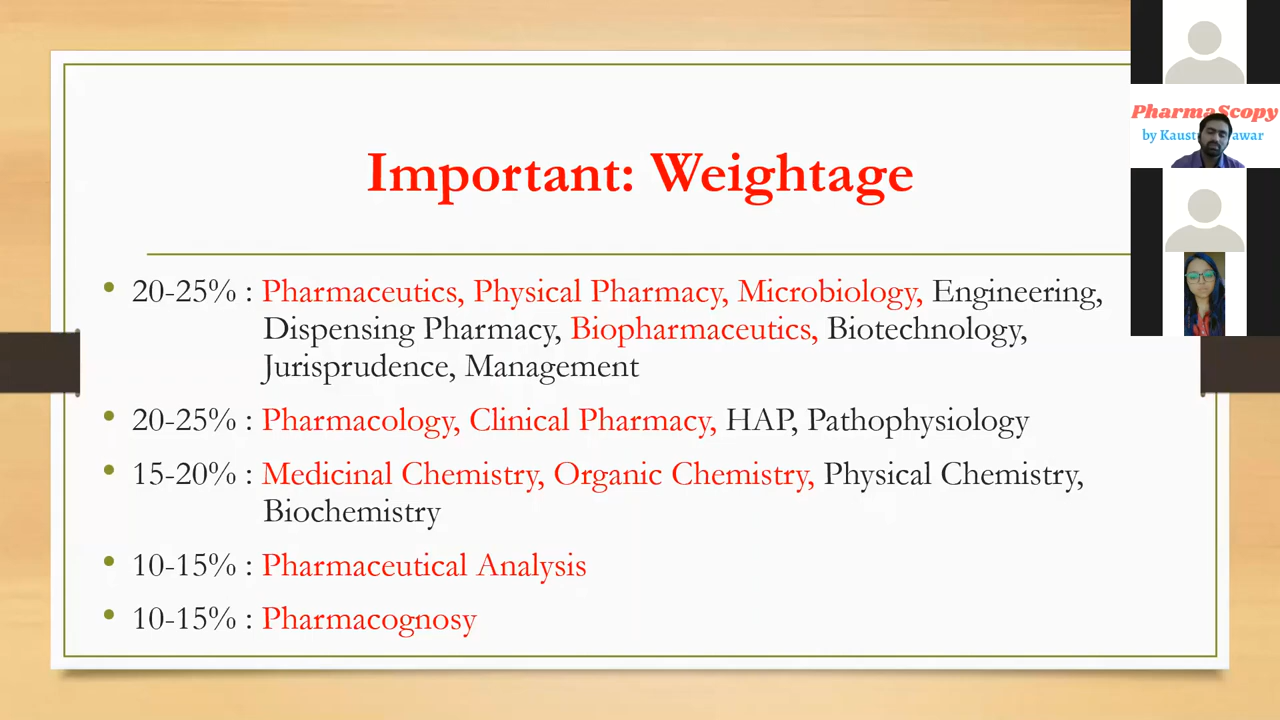 PharmaScopy
by Kaust awar
Important: Weightage
• 20-25% : Pharmaceutics, Physical Pharmacy, Microbiology, Engineering,
Dispensing Pharmacy, Biopharmaceutics, Biotechnology,
Jurisprudence, Management
• 20-25% : Pharmacology, Clinical Pharmacy, HAP, Pathophysiology
• 15-20% : Medicinal Chemistry, Organic Chemistry, Physical Chemistry,
Biochemistry
• 10-15% : Pharmaceutical Analysis
• 10-15% : Pharmacognosy